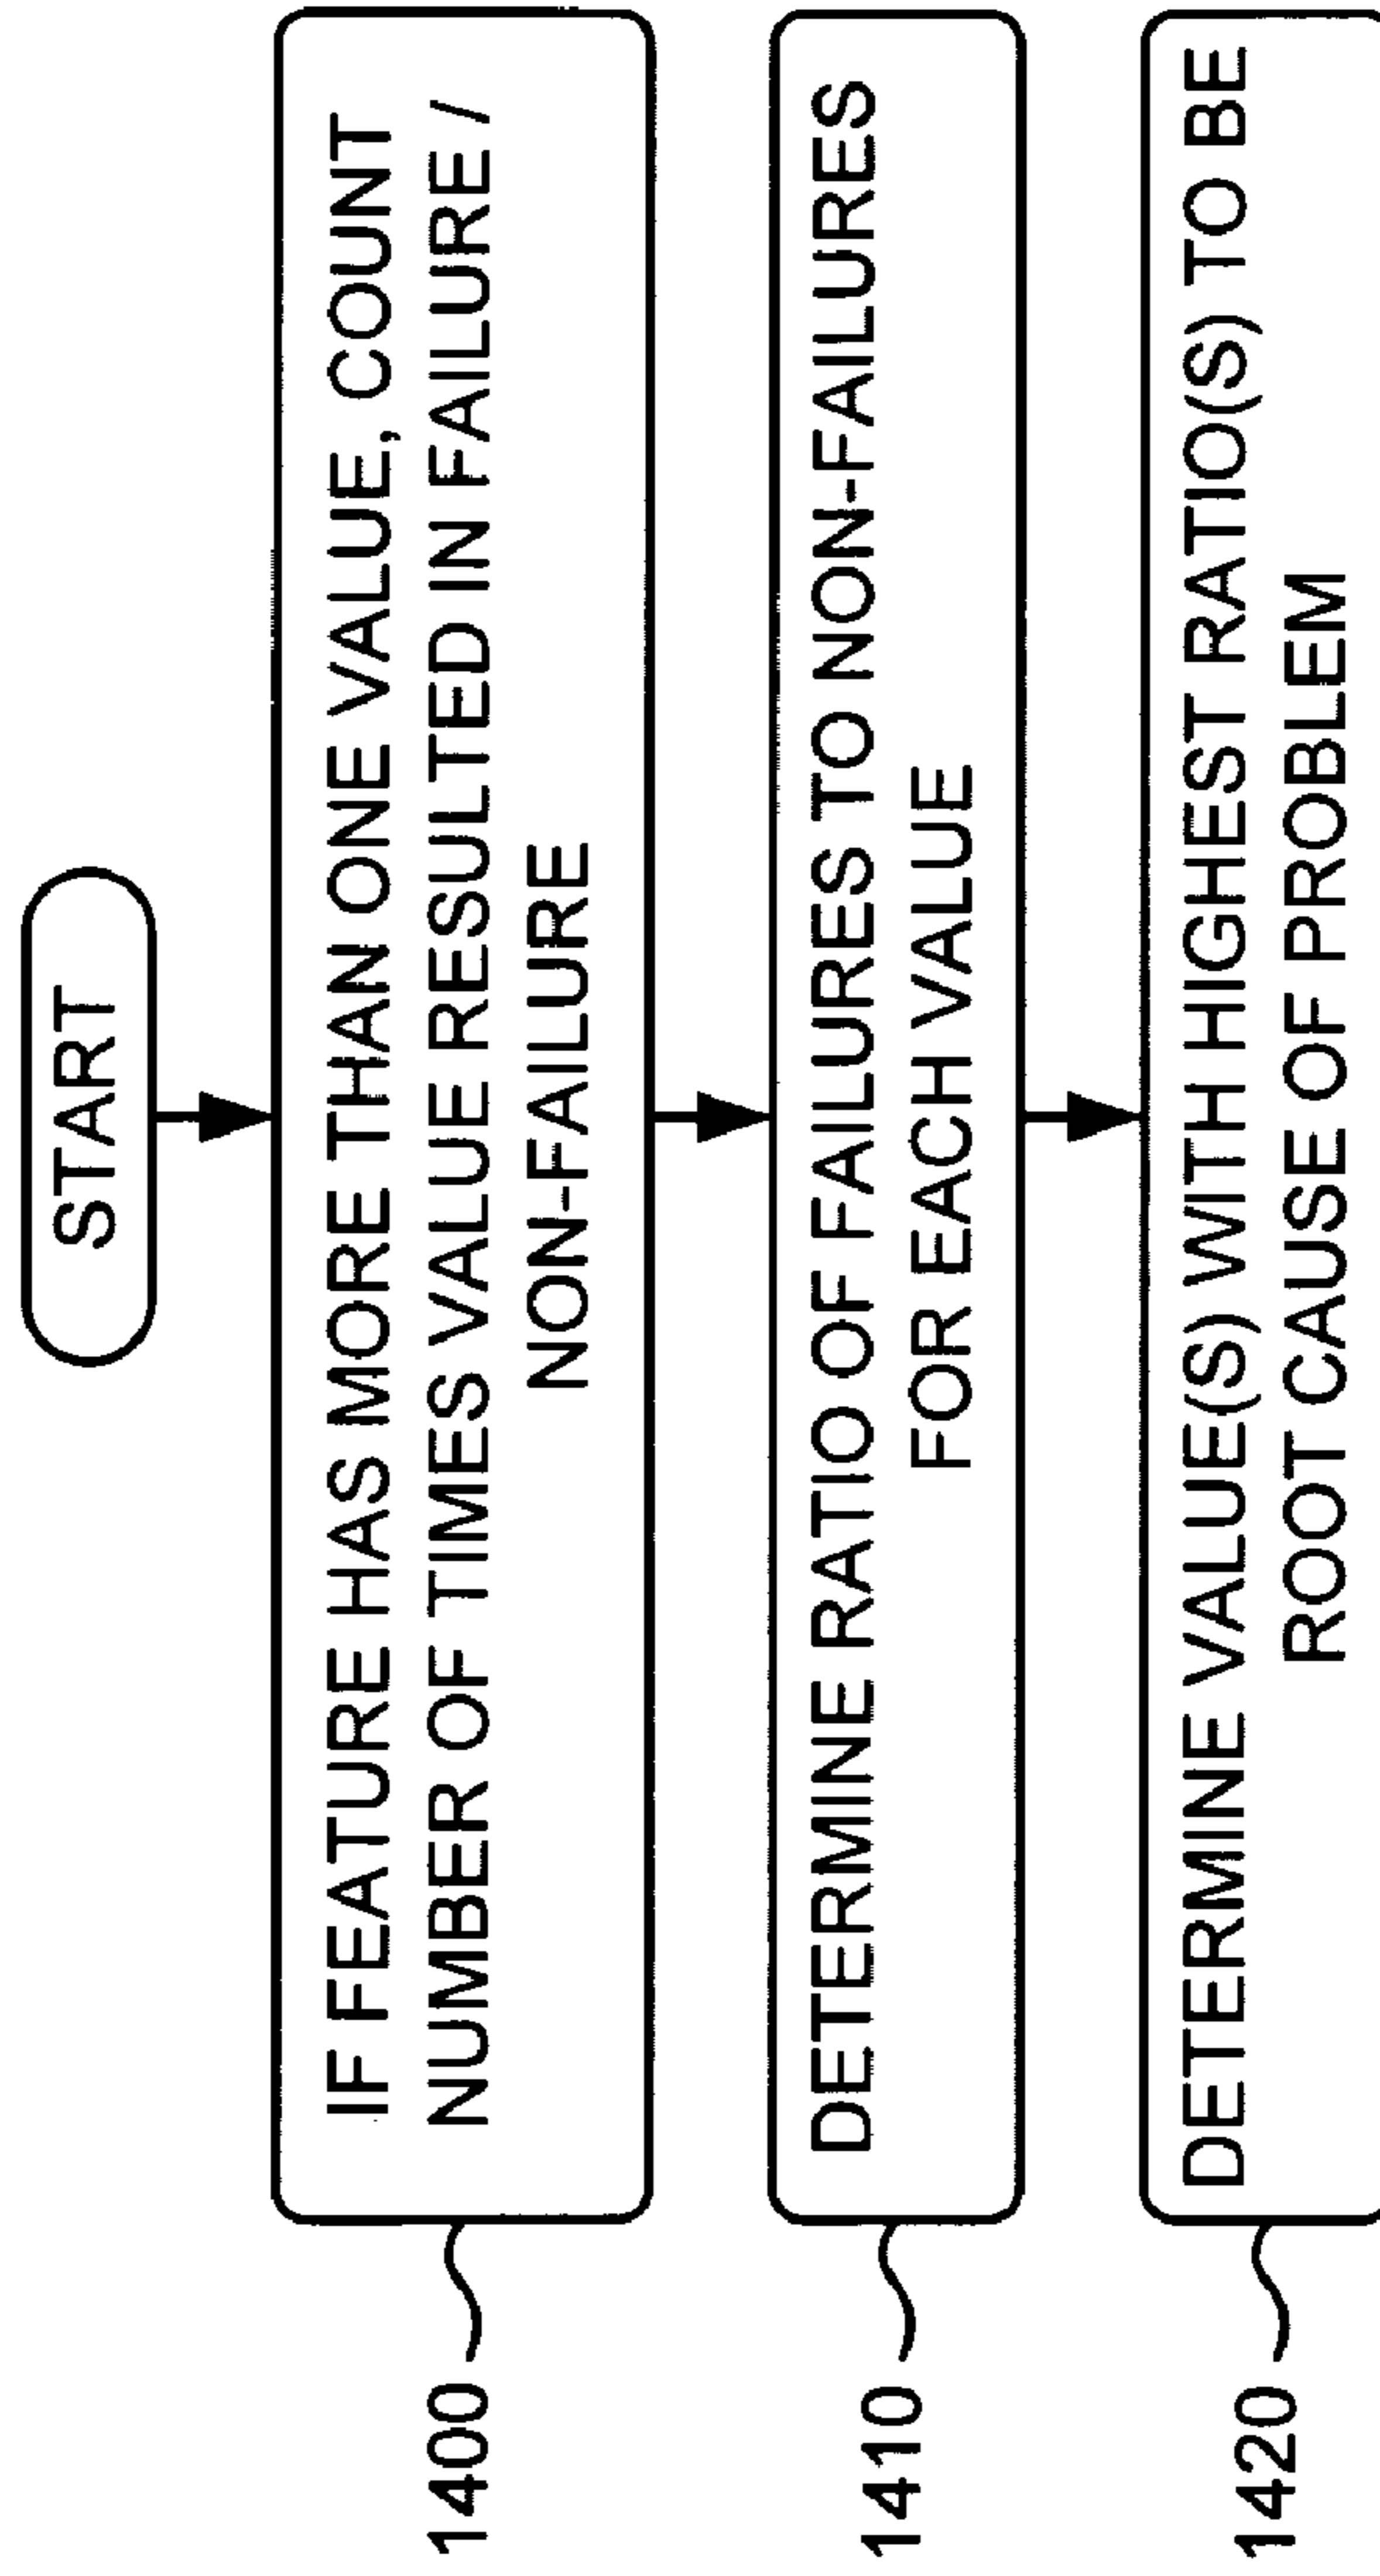 START
IF FEATURE HAS MORE THAN ONE VALUE, COUNT
NUMBER OF TIMES VALUE RESULTED IN FAILURE /
NON-FAILURE
1400
DETERMINE RATIO OF FAILURES TO NON-FAILURES
FOR EACH VALUE
1410
DETERMINE VALUE(S) WITH HIGHEST RATIO(S) TO BE
ROOT CAUSE OF PROBLEM
1420